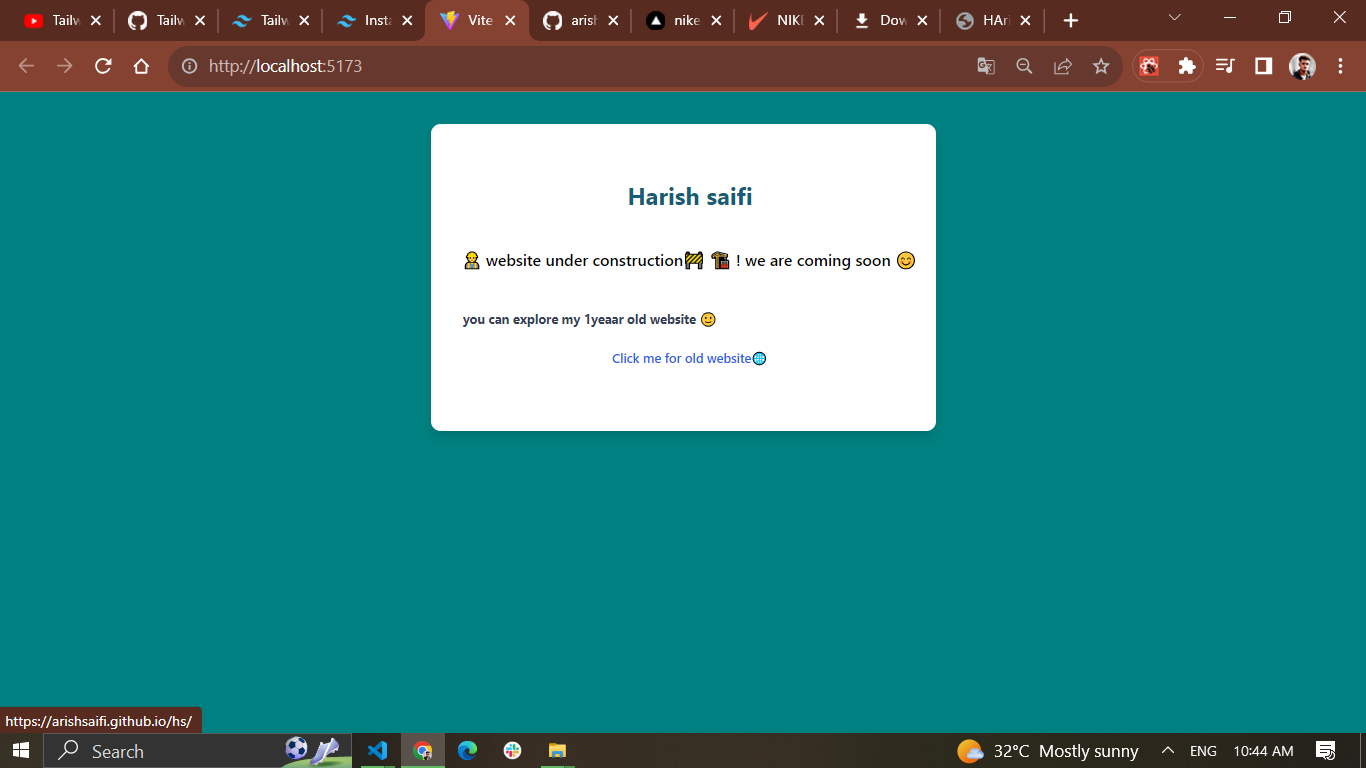 Tailw
Tailw
Tailw
Insta
Vite
arish
nike
NIKE
Dow
HAri
http://localhost:5173
Harish saifi
👷 website under construction🚧 🏗️ ! we are coming soon 😊
you can explore my 1yeaar old website 🙂
Click me for old website🌐
https://arishsaifi.github.io/hs/
Search
32°C Mostly sunny
ENG
10:44 AM